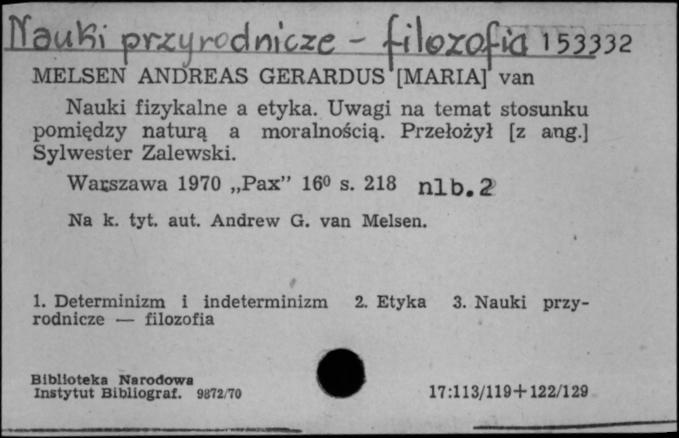 Nauki przyrodnicze - filozofia 153332
MELSEN ANDREAS GERARDUS [MARIA] van
Nauki fizykalne a etyka. Uwagi na temat stosunku
pomiędzy naturą a moralnością. Przełożył [z ang.]
Sylwester Zalewski.
Warszawa 1970 „Pax” 16⁰ s. 218 nlb. 2
Na k. tyt. aut. Andrew G. van Melsen.
1. Determinizm i indeterminizm 2. Etyka 3. Nauki przy-
rodnicze — filozofia
Biblioteka Narodowa
Instytut Bibliograf. 9872/70 17:113/119+122/129